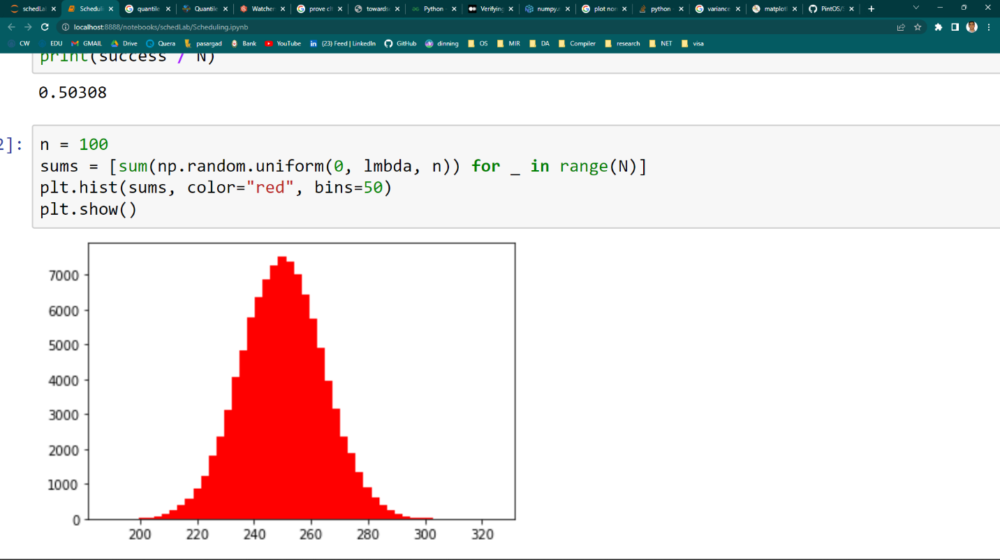 schedLal
Scheduli
quantile
Quantile
Watcher
prove clt
towards
Python
Verifying
numpy.r
plot nor
python
variance
matplotl
PintOS/S
localhost:8888/notebooks/schedLab/Scheduling.ipynb
CW EDU GMAIL Drive Quera pasargad Bank YouTube (23) Feed | LinkedIn GitHub dinning OS MIR DA Compiler research NET visa
print(success / N)
0.50308
2]:
n = 100
sums = [sum(np.random.uniform(0, lmbda, n)) for _ in range(N)]
plt.hist(sums, color="red", bins=50)
plt.show()
7000
6000
5000
4000
3000
2000
1000
0
200 220 240 260 280 300 320